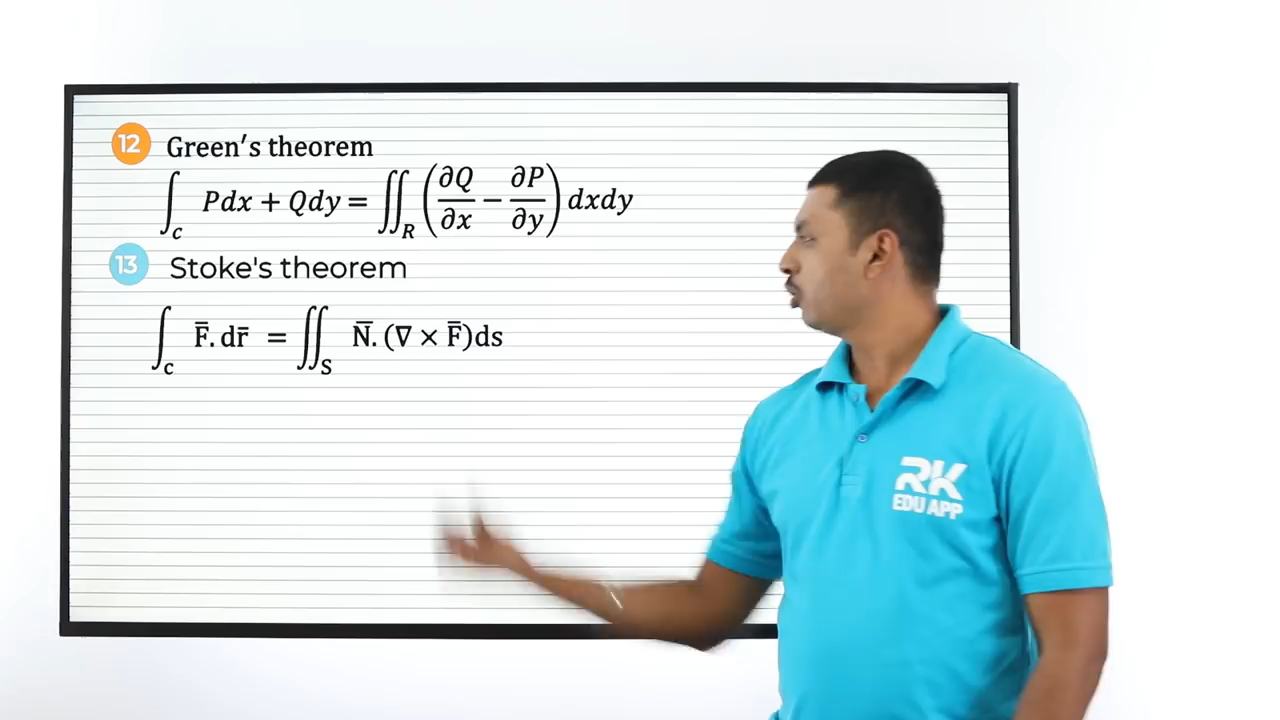 12 Green's theorem
∫_c Pdx + Qdy = ∬_R (∂Q/∂x − ∂P/∂y) dxdy
13 Stoke's theorem
∫_c F̄. dr̄ = ∬_S N̄. (∇ × F̄)ds
RK
EDU APP